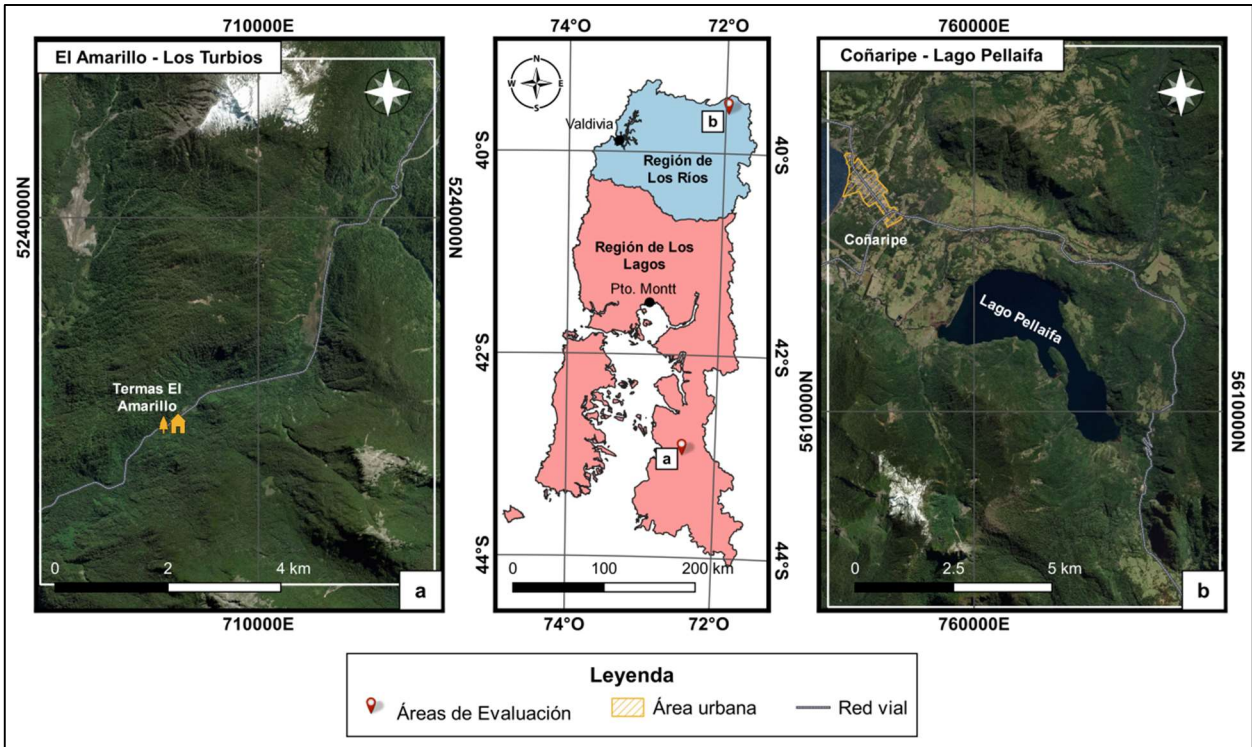 710000E
El Amarillo - Los Turbios
5240000N
5240000N
Termas El
Amarillo
0
2
4 km
a
710000E
74°O
72°O
N
W
E
S
b
Valdivia
40°S
40°S
Región de
Los Ríos
Región de Los
Lagos
Pto. Montt
42°S
42°S
a
44°S
44°S
0
100
200 km
74°O
72°O
760000E
Coñaripe - Lago Pellaifa
Coñaripe
Lago Pellaifa
5610000N
5610000N
0
2.5
5 km
b
760000E
Leyenda
Áreas de Evaluación
Área urbana
Red vial